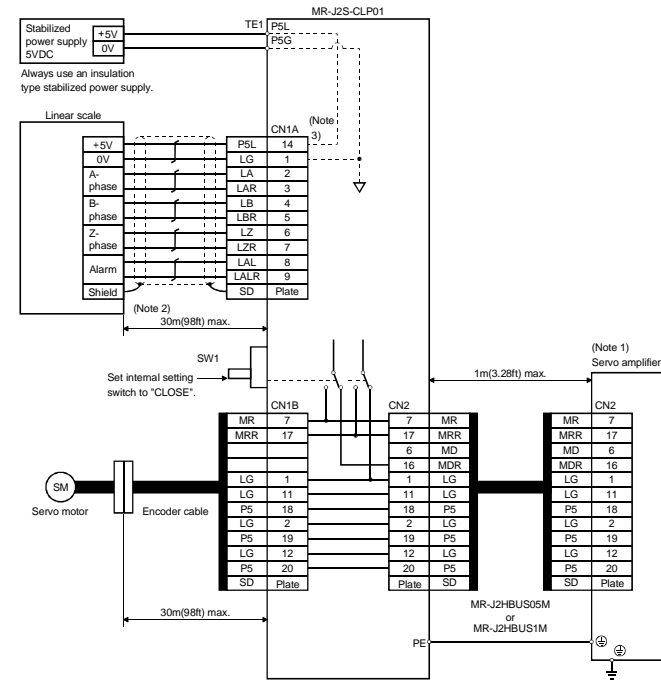 MR-J2S-CLP01
Stabilized power supply 5VDC
+5V
0V
TE1
P5L
P5G
Always use an insulation
type stabilized power supply.
Linear scale
CN1A
(Note 3)
+5V P5L 14
0V LG 1
A-phase LA 2
LAR 3
B-phase LB 4
LBR 5
Z-phase LZ 6
LZR 7
Alarm LAL 8
LALR 9
Shield SD Plate
(Note 2)
30m(98ft) max.
SW1
Set internal setting
switch to "CLOSE".
1m(3.28ft) max.
(Note 1)
Servo amplifier
CN1B CN2 CN2
MR 7 7 MR MR 7
MRR 17 17 MRR MRR 17
6 MD MD 6
16 MDR MDR 16
LG 1 1 LG LG 1
LG 11 11 LG LG 11
P5 18 18 P5 P5 18
LG 2 2 LG LG 2
P5 19 19 P5 P5 19
LG 12 12 LG LG 12
P5 20 20 P5 P5 20
SD Plate Plate SD SD Plate
SM
Servo motor
Encoder cable
30m(98ft) max.
MR-J2HBUS05M
or
MR-J2HBUS1M
PE